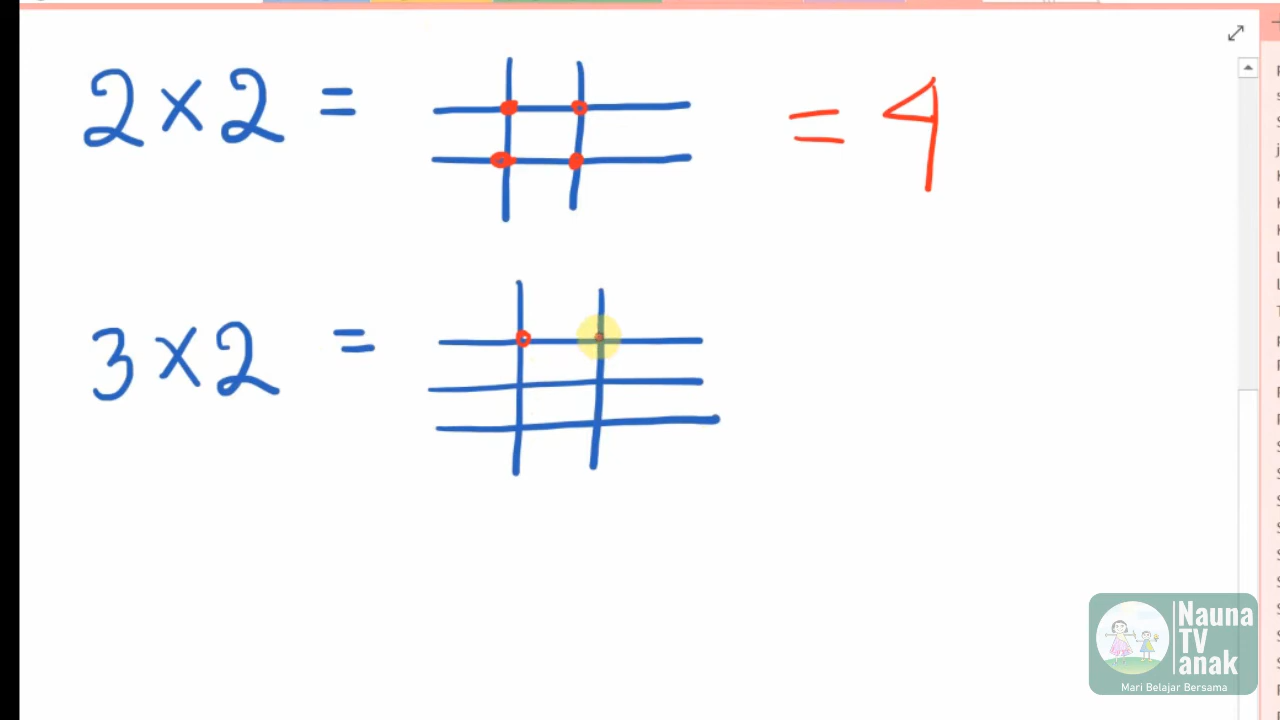 2 × 2 = = 4
3 × 2 =
Nauna
TV
anak
Mari Belajar Bersama